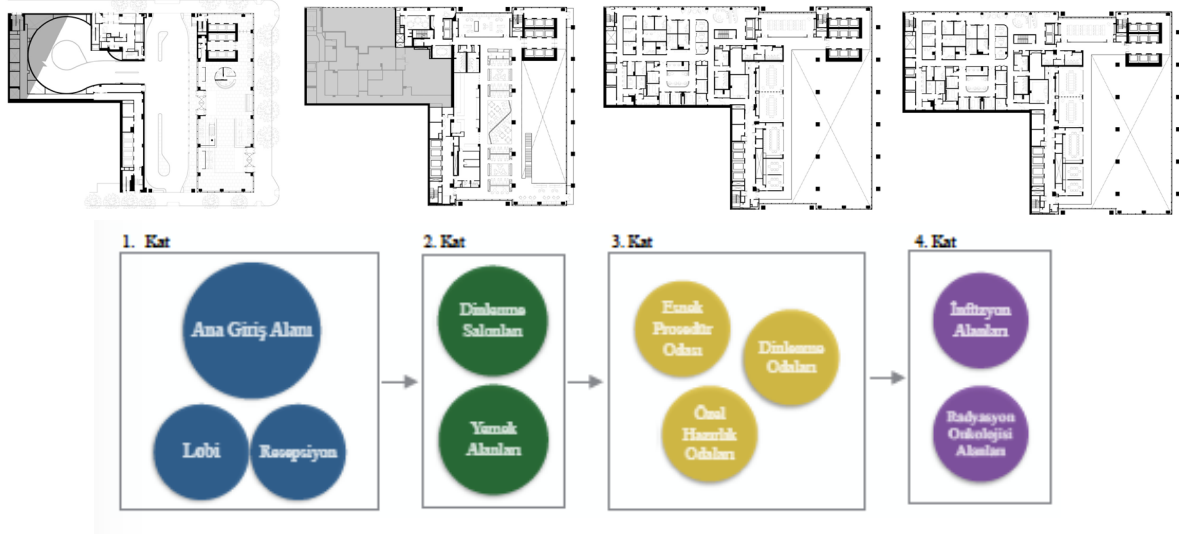 1. Kat
2. Kat
3. Kat
4. Kat
Ana Giriş Alanı
Lobi
Resepsiyon
Dinlenme
Salonları
Yemek
Alanları
Esnek
Prosedür
Odası
Dinlenme
Odaları
Özel
Hazırlık
Odaları
İnfüzyon
Alanları
Radyasyon
Onkolojisi
Alanları